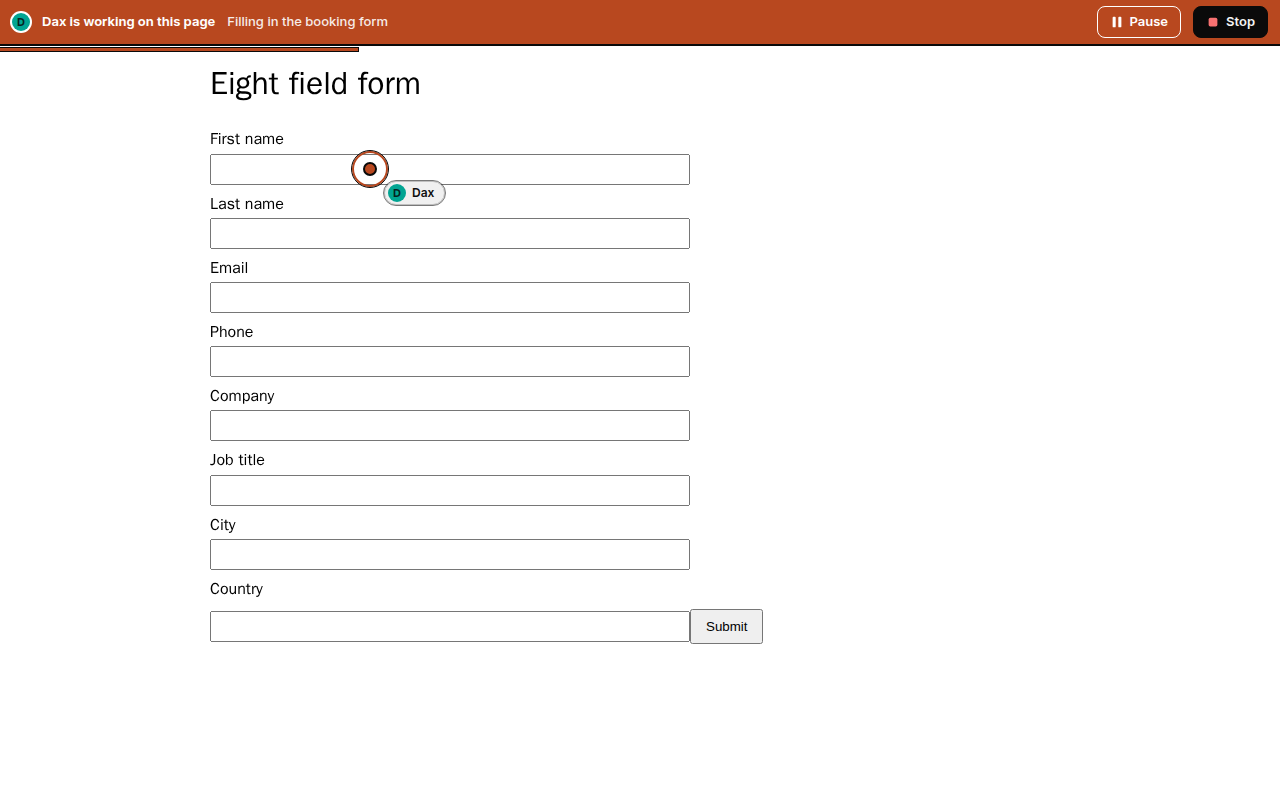 D Dax is working on this page Filling in the booking form Pause Stop
Eight field form
First name
D Dax
Last name
Email
Phone
Company
Job title
City
Country
Submit